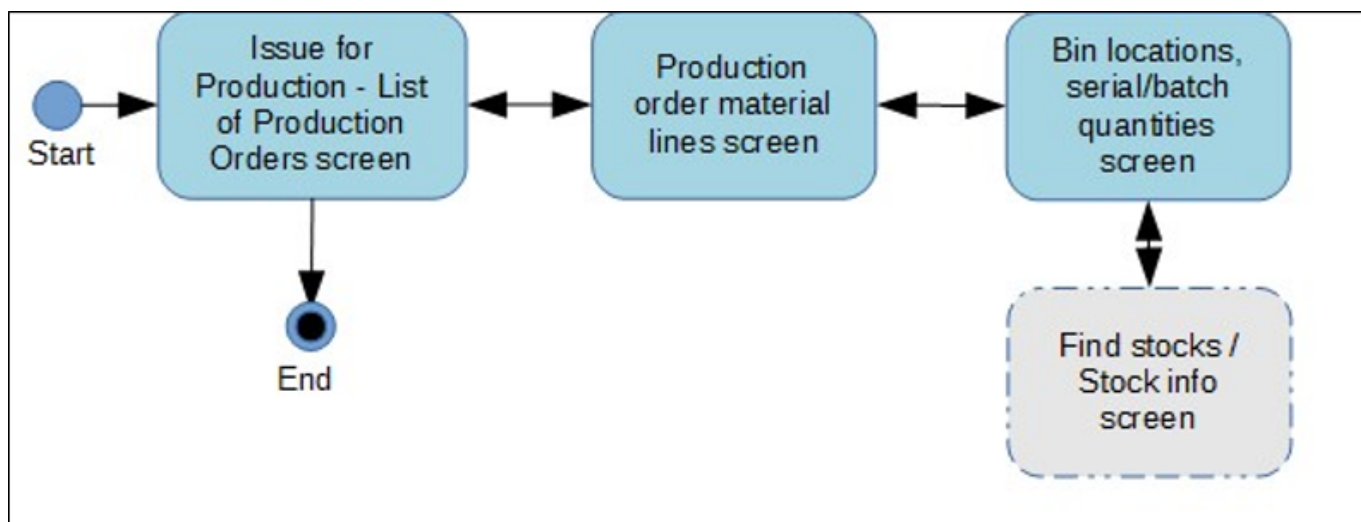 Start
Issue for
Production - List
of Production
Orders screen
Production
order material
lines screen
Bin locations,
serial/batch
quantities
screen
End
Find stocks /
Stock info
screen